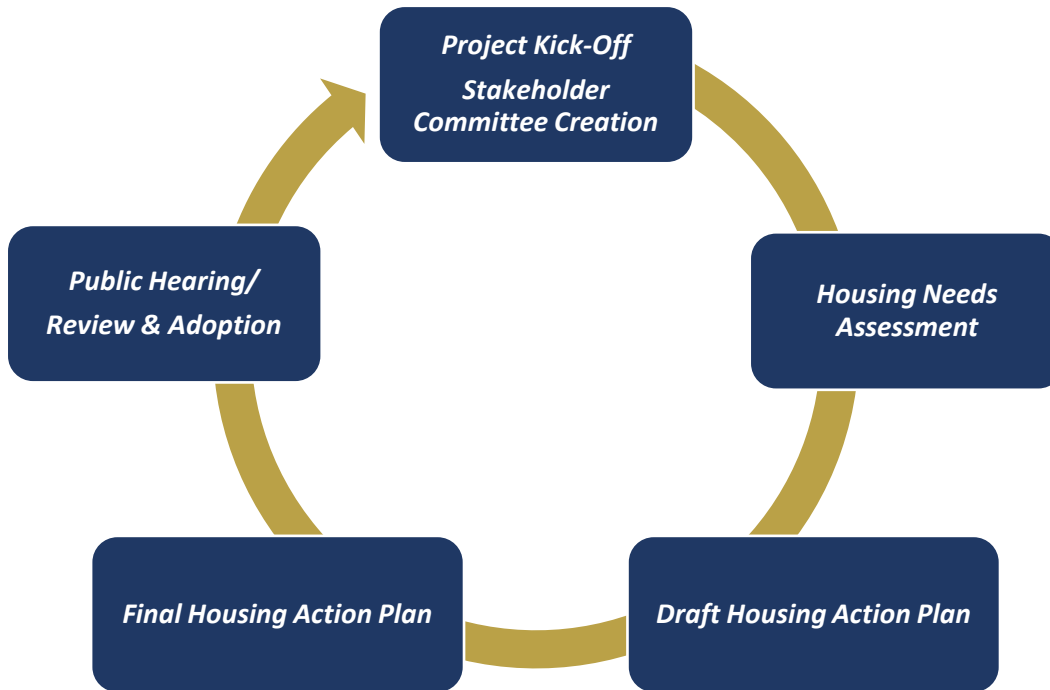 Project Kick-Off
Stakeholder
Committee Creation
Housing Needs
Assessment
Draft Housing Action Plan
Final Housing Action Plan
Public Hearing/
Review & Adoption